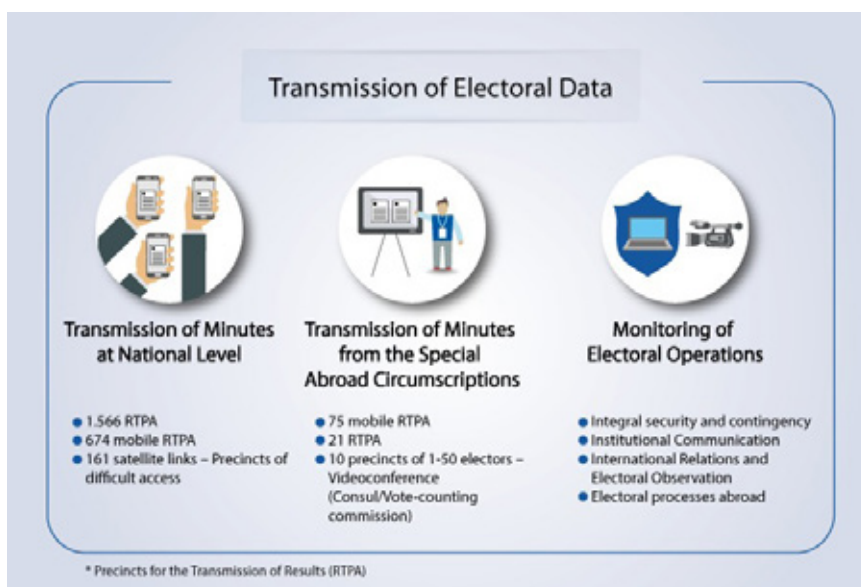 Transmission of Electoral Data
Transmission of Minutes
at National Level
1.566 RTPA
674 mobile RTPA
161 satellite links – Precincts of
difficult access
Transmission of Minutes
from the Special
Abroad Circumscriptions
75 mobile RTPA
21 RTPA
10 precincts of 1-50 electors –
Videoconference
(Consul/Vote-counting
commission)
Monitoring of
Electoral Operations
Integral security and contingency
Institutional Communication
International Relations and
Electoral Observation
Electoral processes abroad
* Precincts for the Transmission of Results (RTPA)